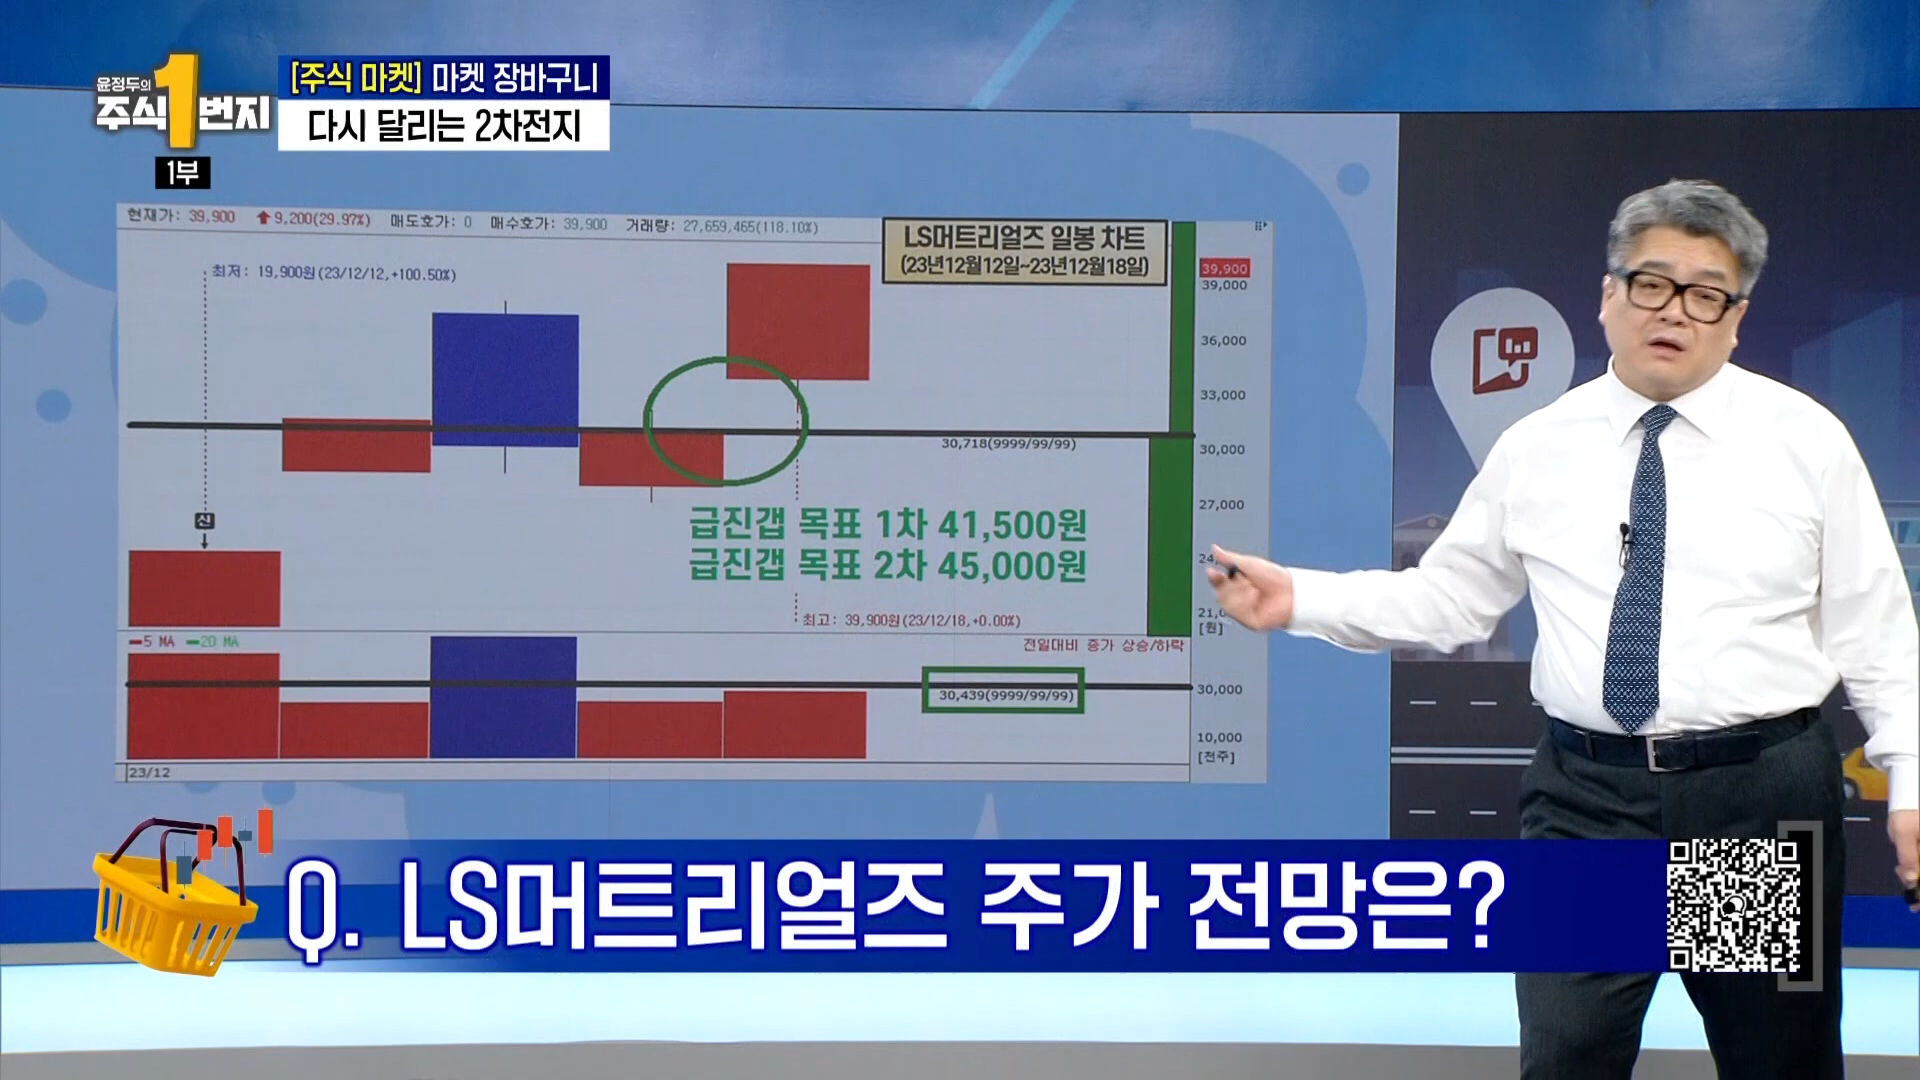 윤정두의
주식1번지
1부
[주식 마켓] 마켓 장바구니
다시 달리는 2차전지
현재가: 39,900 9,200(29.97%) 매도호가: 0 매수호가: 39,900 거래량: 27,659,465(118.10%)
LS머트리얼즈 일봉 차트
(23년12월12일~23년12월18일)
최저: 19,900원(23/12/12,+100.50%)
39,900
39,000
36,000
33,000
30,718(9999/99/99)
30,000
27,000
신
급진갭 목표 1차 41,500원
급진갭 목표 2차 45,000원
24,
최고: 39,900원(23/12/18,+0.00%)
21,0
[원]
5 MA 20 MA
전일대비 종가 상승/하락
30,439(9999/99/99)
30,000
10,000
[천주]
23/12
Q. LS머트리얼즈 주가 전망은?